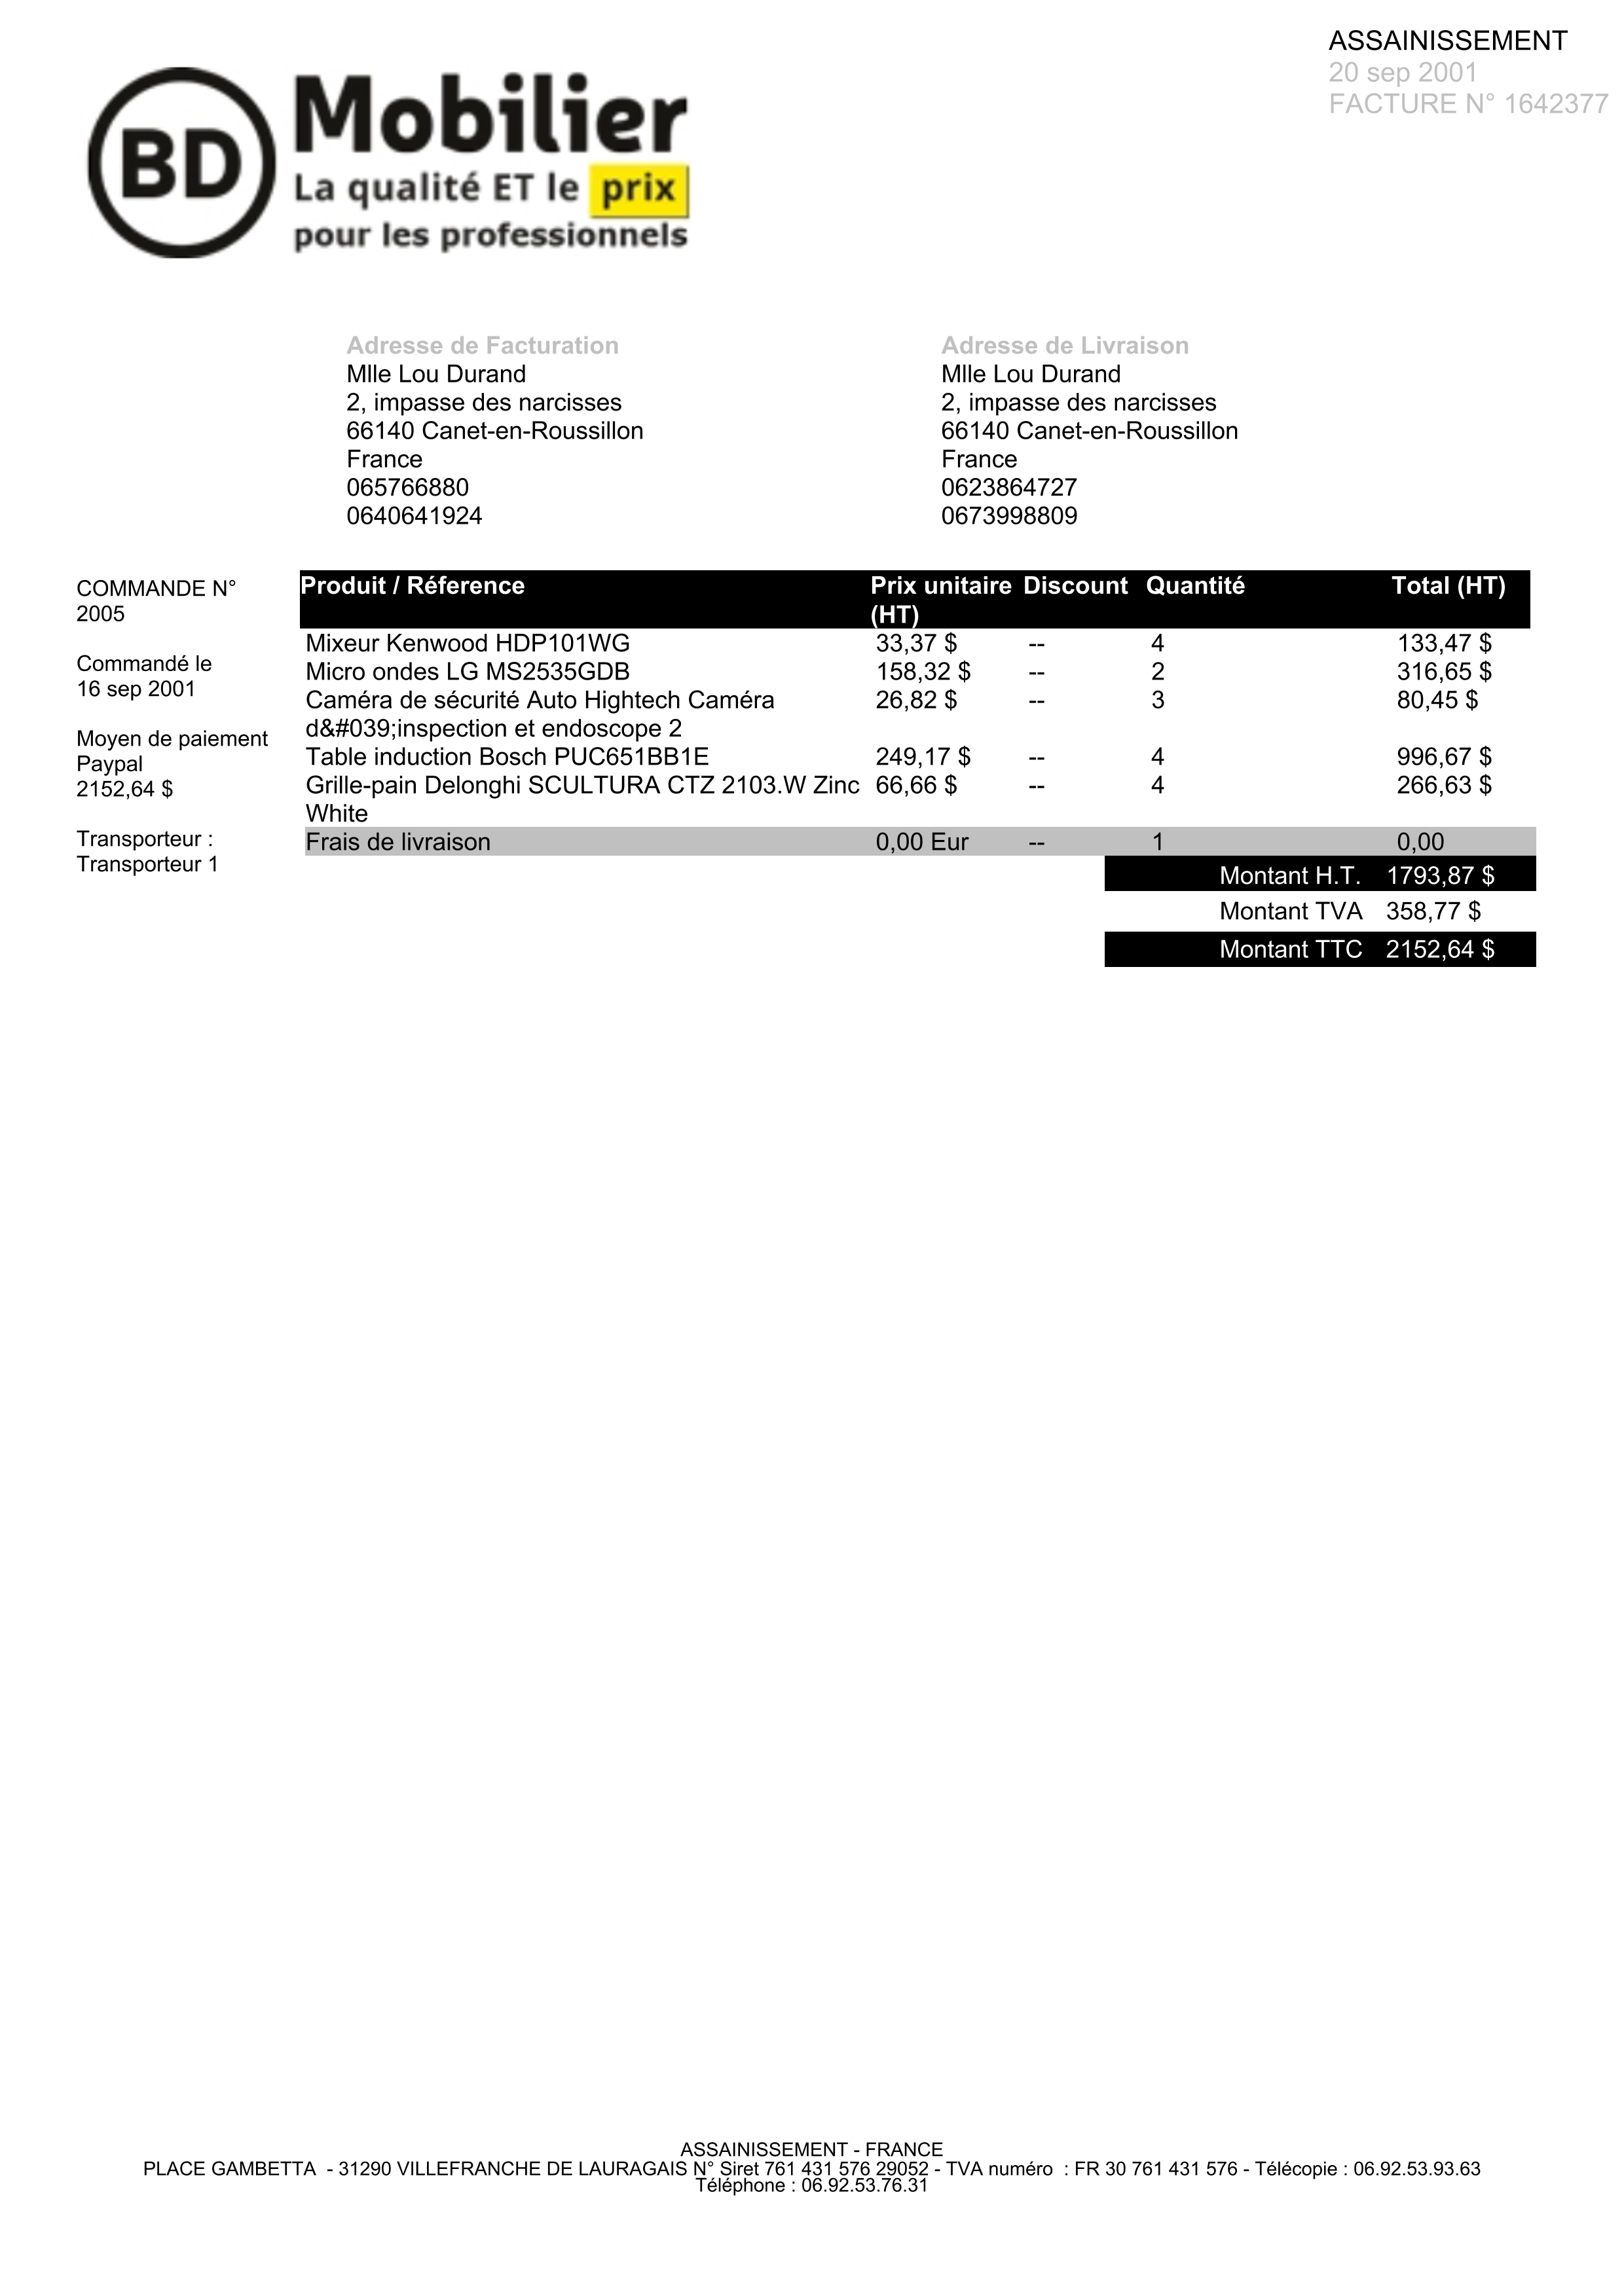 ASSAINISSEMENT
20 sep 2001
FACTURE N° 1642377
BD
Mobilier
La qualité ET le prix
pour les professionnels
Adresse de Facturation
Mlle Lou Durand
2, impasse des narcisses
66140 Canet-en-Roussillon
France
065766880
0640641924
Adresse de Livraison
Mlle Lou Durand
2, impasse des narcisses
66140 Canet-en-Roussillon
France
0623864727
0673998809
COMMANDE N°
2005
Commandé le
16 sep 2001
Moyen de paiement
Paypal
2152,64 $
Transporteur :
Transporteur 1
Produit / Réference Prix unitaire Discount Quantité Total (HT)
(HT)
Mixeur Kenwood HDP101WG 33,37 $ -- 4 133,47 $
Micro ondes LG MS2535GDB 158,32 $ -- 2 316,65 $
Caméra de sécurité Auto Hightech Caméra 26,82 $ -- 3 80,45 $
d&#039;inspection et endoscope 2
Table induction Bosch PUC651BB1E 249,17 $ -- 4 996,67 $
Grille-pain Delonghi SCULTURA CTZ 2103.W Zinc 66,66 $ -- 4 266,63 $
White
Frais de livraison 0,00 Eur -- 1 0,00
Montant H.T. 1793,87 $
Montant TVA 358,77 $
Montant TTC 2152,64 $
ASSAINISSEMENT - FRANCE
PLACE GAMBETTA - 31290 VILLEFRANCHE DE LAURAGAIS N° Siret 761 431 576 29052 - TVA numéro : FR 30 761 431 576 - Télécopie : 06.92.53.93.63
Téléphone : 06.92.53.76.31